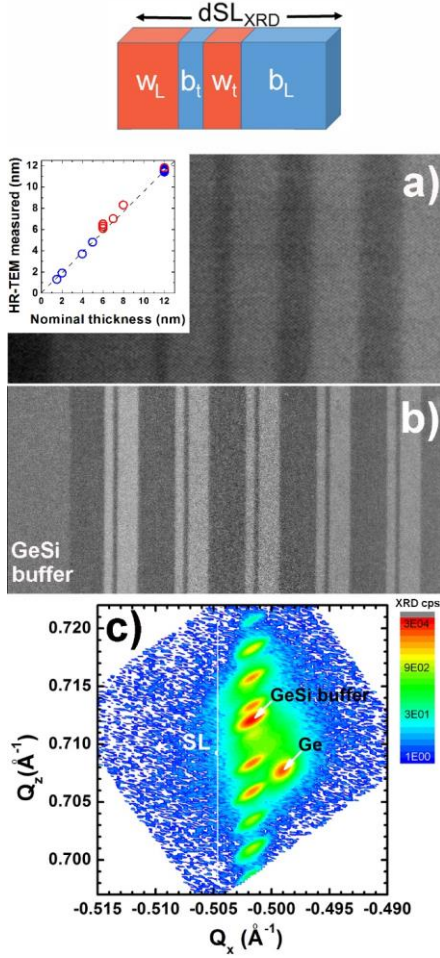 dSL_XRD
w_L b_t w_t b_L
a)
HR-TEM measured (nm)
12
10
8
6
4
2
0
0 2 4 6 8 10 12
Nominal thickness (nm)
b)
GeSi
buffer
c)
XRD cps
3E04
9E02
3E01
1E00
0.720
0.715
0.710
0.705
0.700
GeSi buffer
Ge
SL
Q_z(Å⁻¹)
-0.515 -0.510 -0.505 -0.500 -0.495 -0.490
Q_x (Å⁻¹)